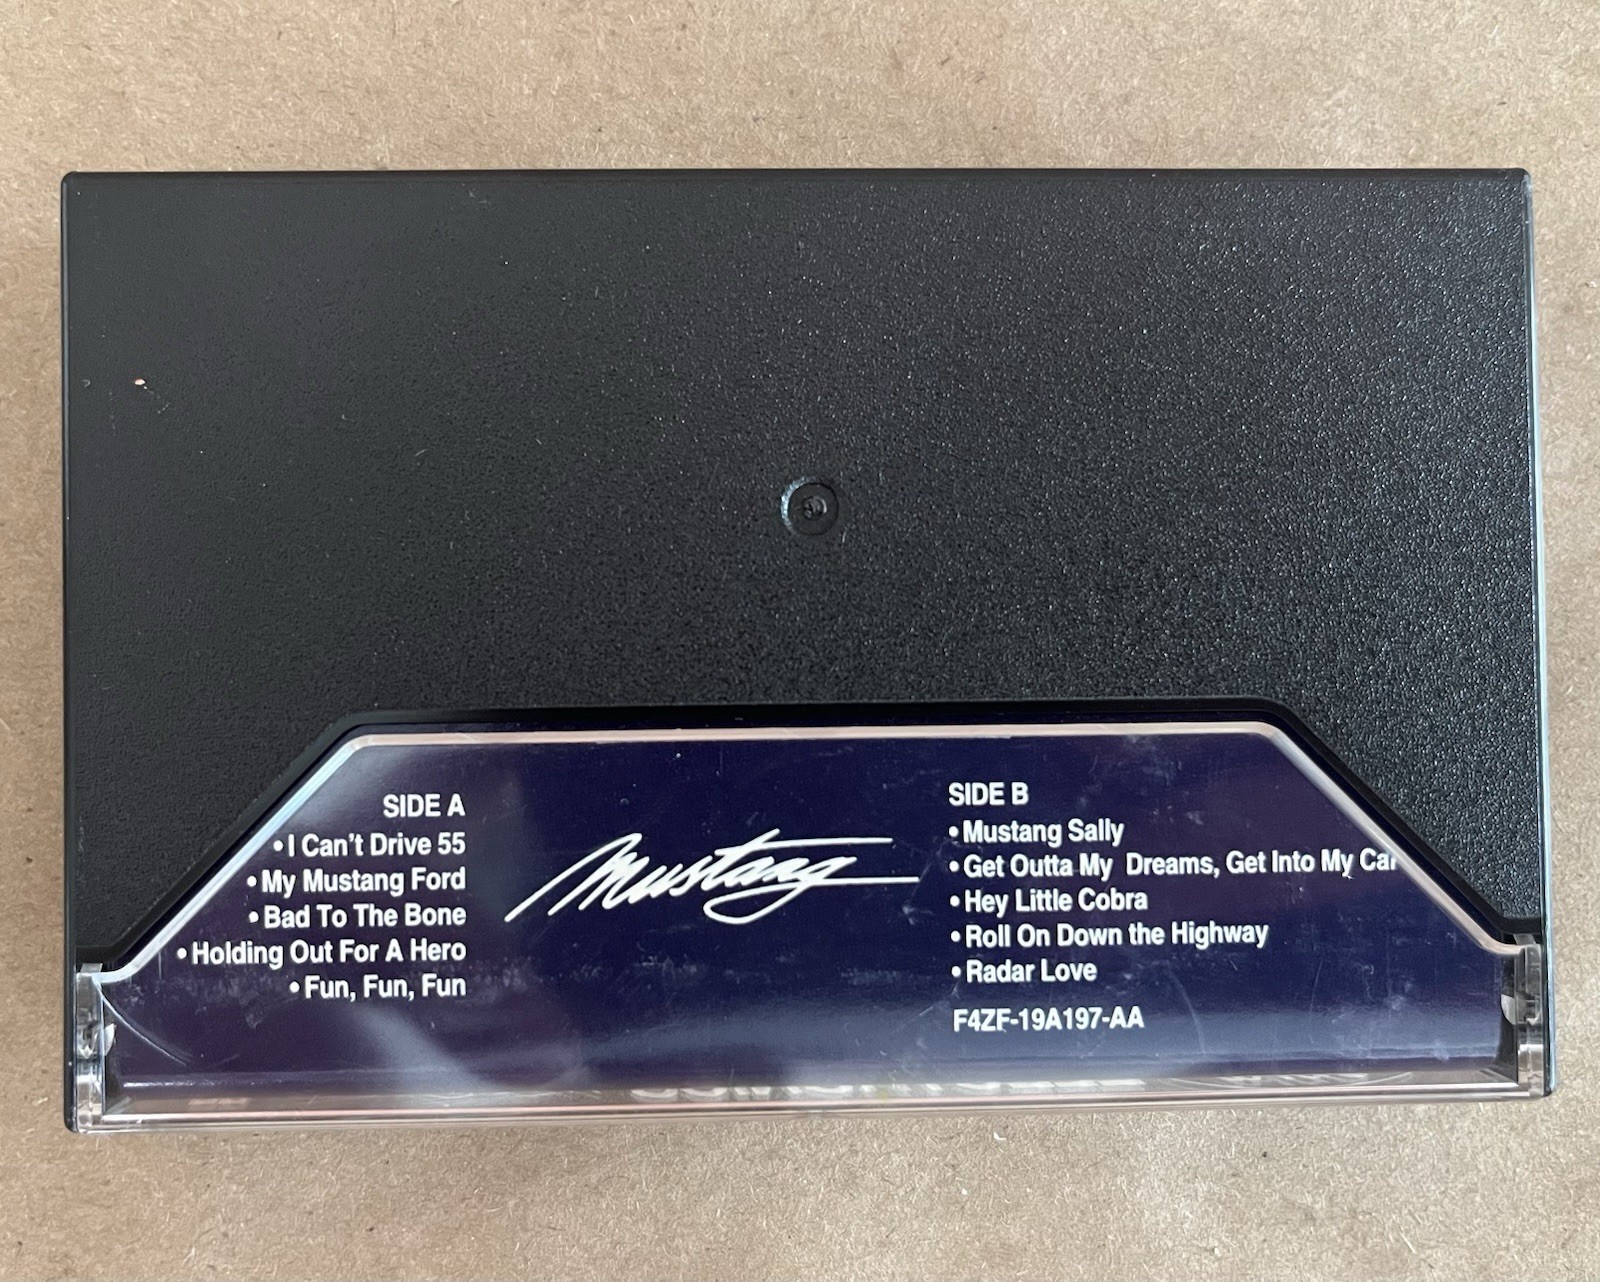 SIDE A
• I Can't Drive 55
• My Mustang Ford
• Bad To The Bone
• Holding Out For A Hero
• Fun, Fun, Fun
Mustang
SIDE B
• Mustang Sally
• Get Outta My Dreams, Get Into My Car
• Hey Little Cobra
• Roll On Down the Highway
• Radar Love
F4ZF-19A197-AA